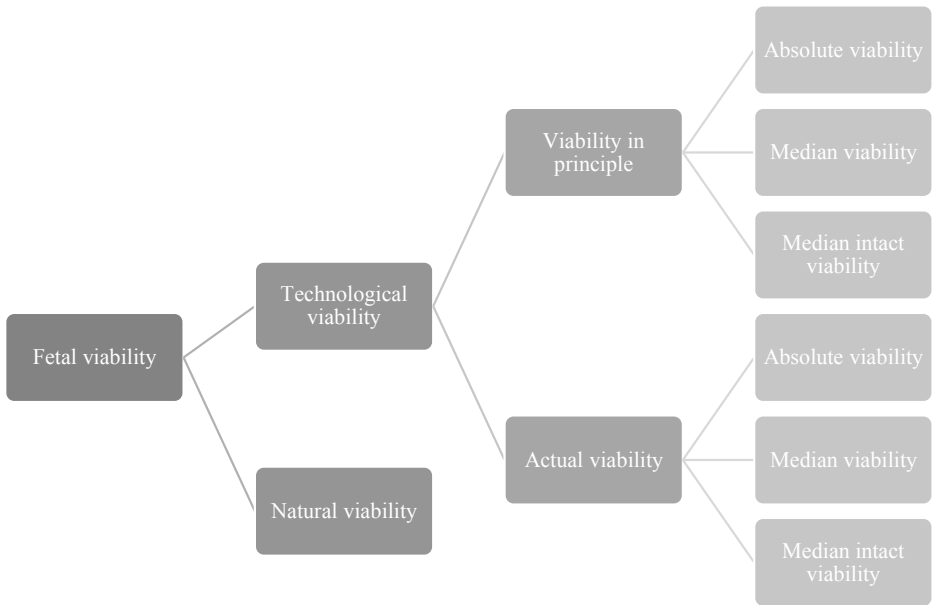 Absolute viability
Viability in
principle
Median viability
Median intact
viability
Technological
viability
Fetal viability
Absolute viability
Actual viability
Median viability
Natural viability
Median intact
viability